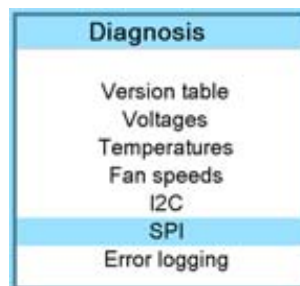 Diagnosis
Version table
Voltages
Temperatures
Fan speeds
I2C
SPI
Error logging